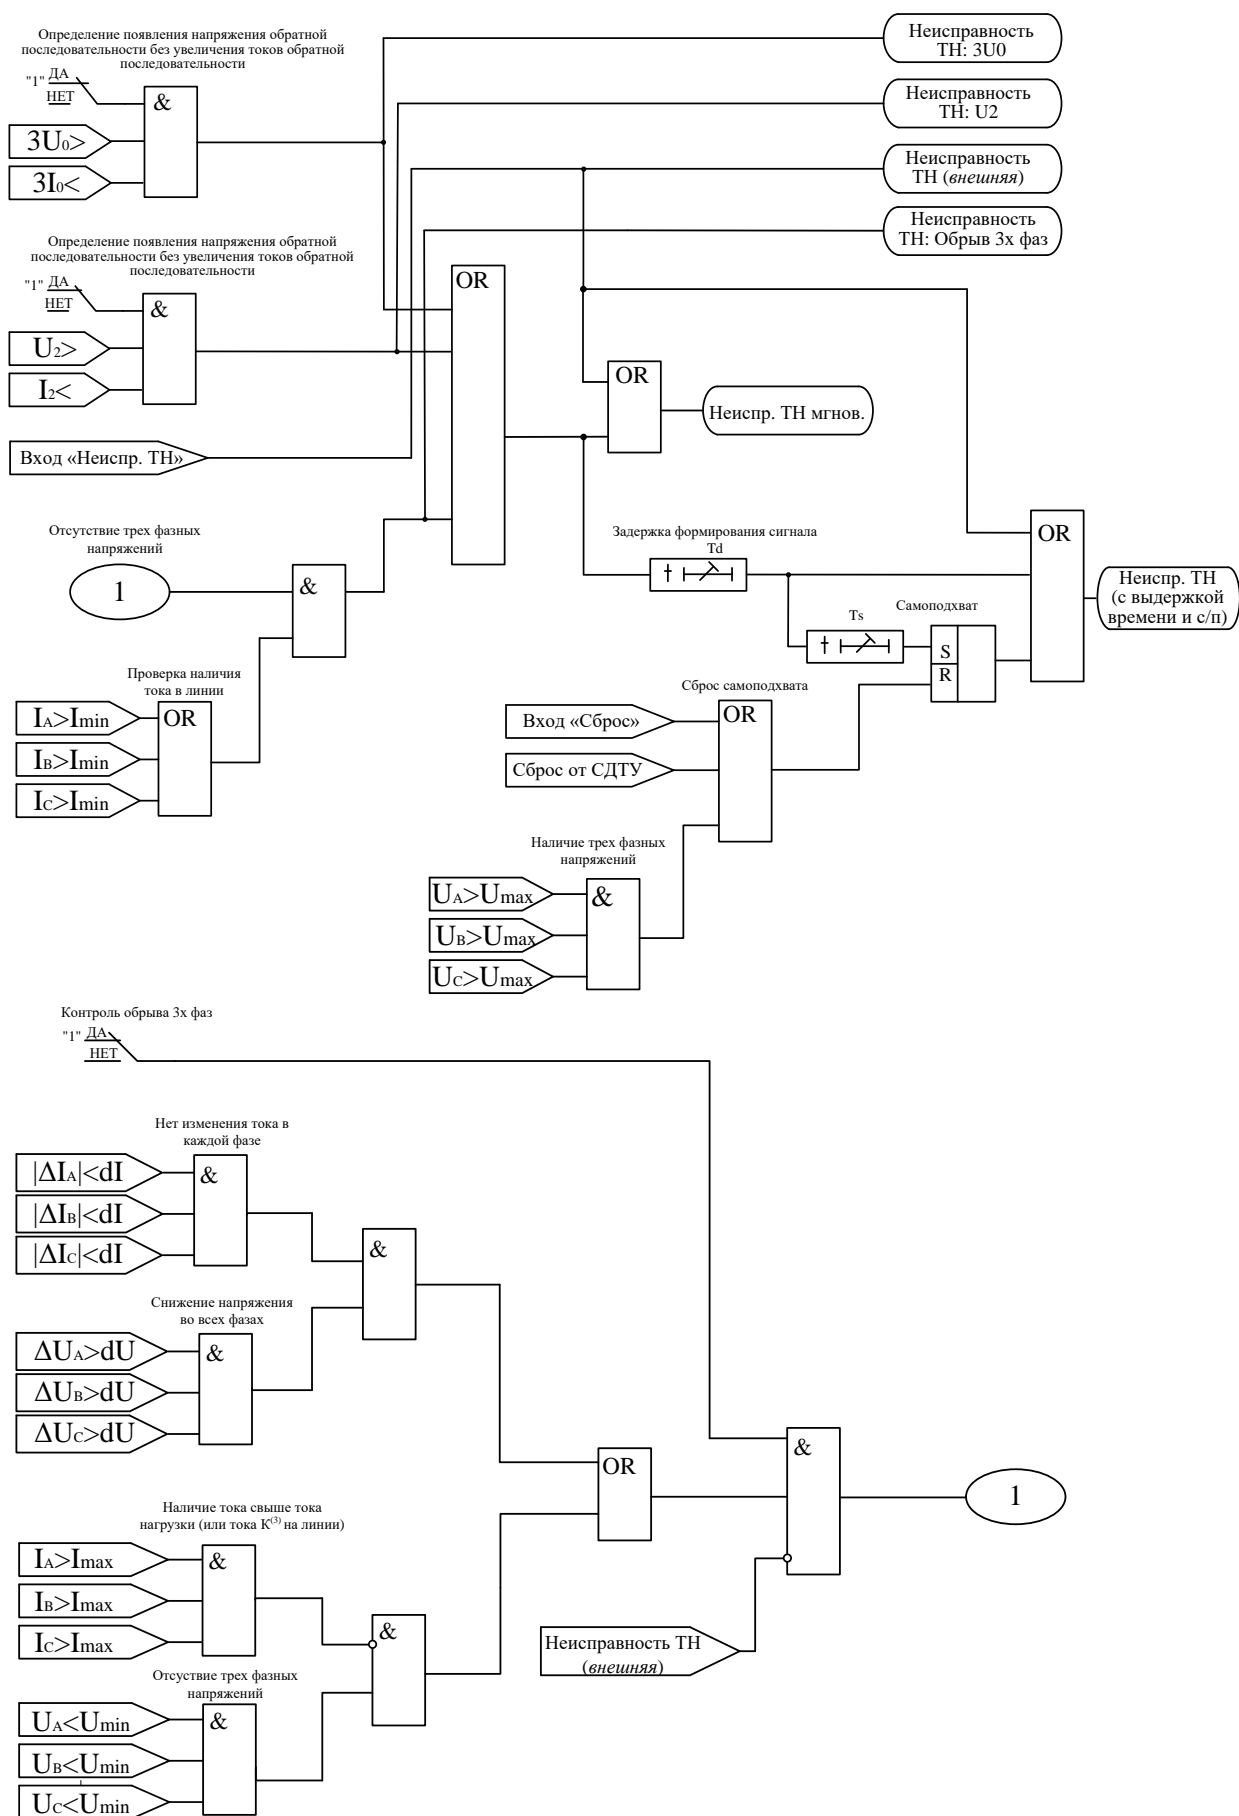 Определение появления напряжения обратной
последовательности без увеличения токов обратной
последовательности
"1" ДА
НЕТ
&
3U0>
3I0<
Неисправность
ТН: 3U0
Неисправность
ТН: U2
Неисправность
ТН (внешняя)
Неисправность
ТН: Обрыв 3х фаз
Определение появления напряжения обратной
последовательности без увеличения токов обратной
последовательности
"1" ДА
НЕТ
&
U2>
I2<
OR
OR
Неиспр. ТН мгнов.
Вход «Неиспр. ТН»
Отсутствие трех фазных
напряжений
1
&
Задержка формирования сигнала
Td
OR
Неиспр. ТН
(с выдержкой
времени и с/п)
Ts
Самоподхват
S
R
Проверка наличия
тока в линии
IA>Imin
IB>Imin
IC>Imin
OR
Сброс самоподхвата
Вход «Сброс»
Сброс от СДТУ
OR
Наличие трех фазных
напряжений
UA>Umax
UB>Umax
UC>Umax
&
Контроль обрыва 3х фаз
"1" ДА
НЕТ
Нет изменения тока в
каждой фазе
|ΔIA|<dI
|ΔIB|<dI
|ΔIC|<dI
&
&
Снижение напряжения
во всех фазах
ΔUA>dU
ΔUB>dU
ΔUC>dU
&
OR
&
1
Наличие тока свыше тока
нагрузки (или тока К(3) на линии)
IA>Imax
IB>Imax
IC>Imax
&
&
Неисправность ТН
(внешняя)
Отсуствие трех фазных
напряжений
UA<Umin
UB<Umin
UC<Umin
&